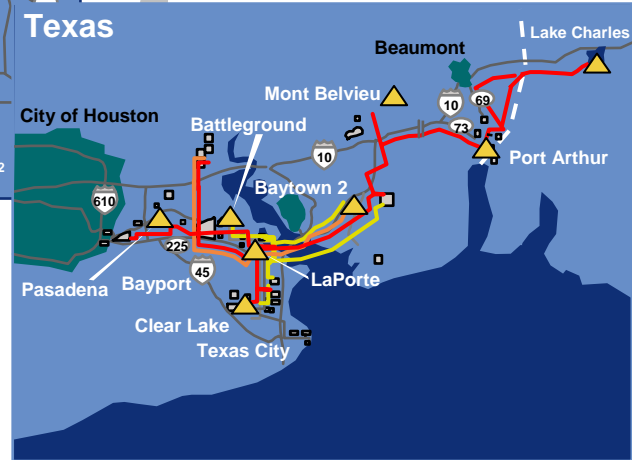 Texas
Lake Charles
Beaumont
Mont Belvieu
10
69
City of Houston
Battleground
73
10
Port Arthur
2
610
Baytown 2
225
45
Pasadena
Bayport
LaPorte
Clear Lake
Texas City